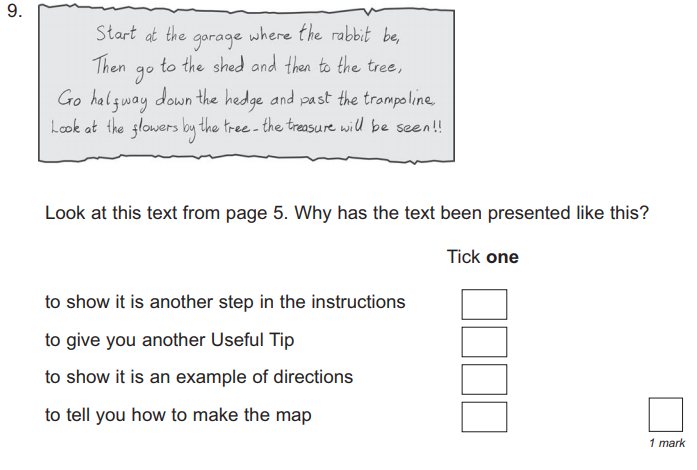 9.
Start at the garage where the rabbit be,
Then go to the shed and then to the tree,
Go halfway down the hedge and past the trampoline,
Look at the flowers by the tree - the treasure will be seen!!
Look at this text from page 5. Why has the text been presented like this?
Tick one
to show it is another step in the instructions
to give you another Useful Tip
to show it is an example of directions
to tell you how to make the map
1 mark